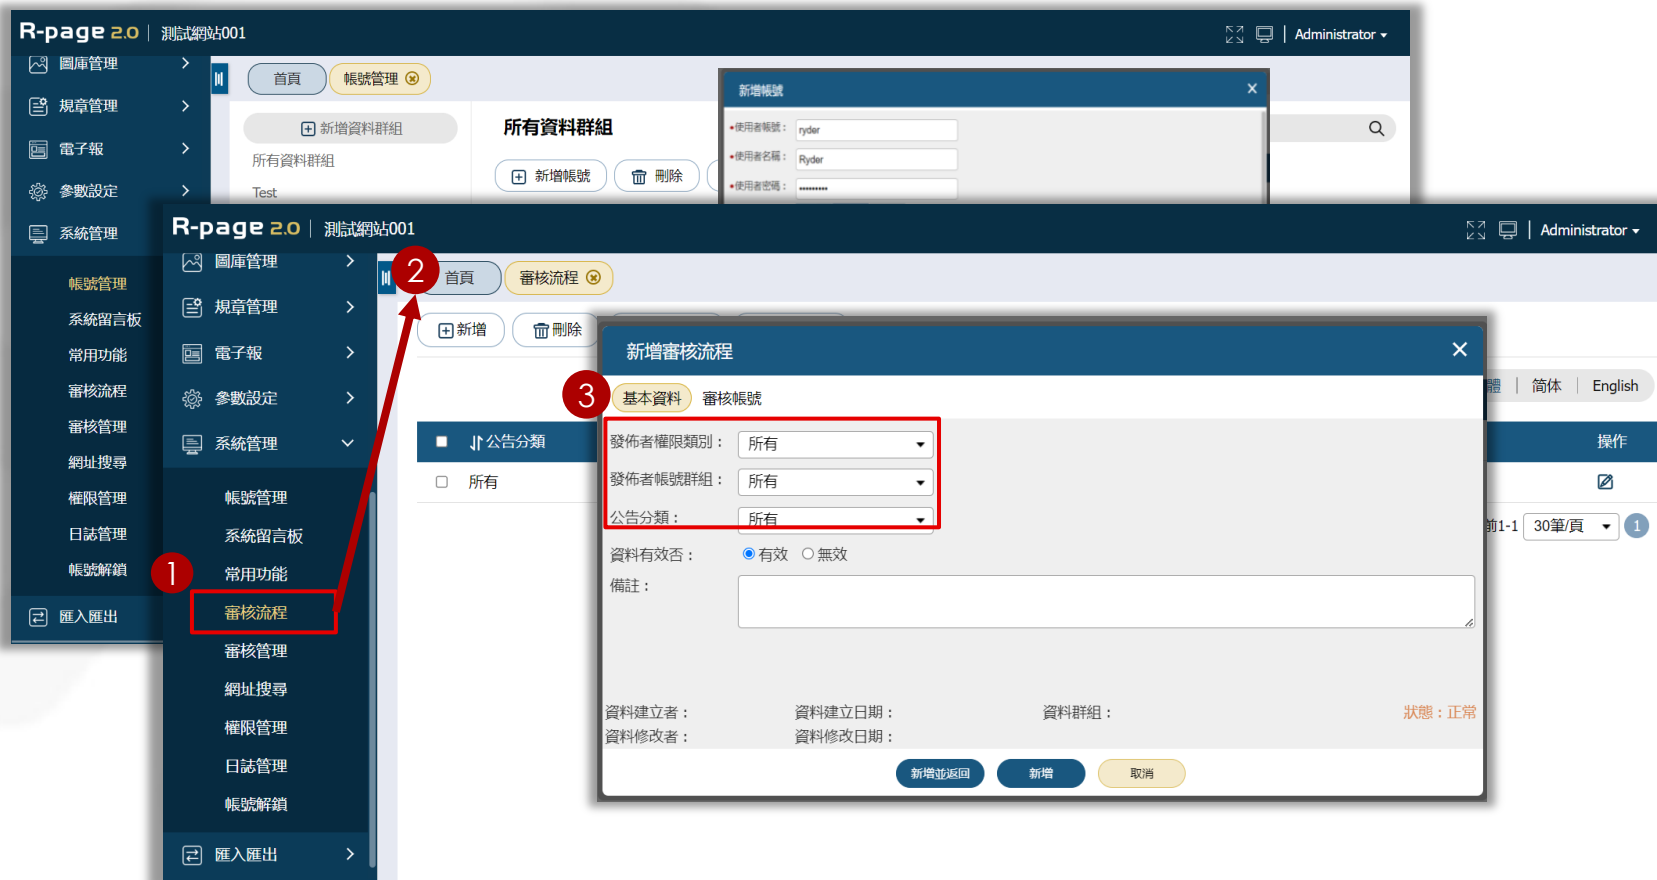 R-page 2.0 | 測試網站001
Administrator
圖庫管理
規章管理
電子報
參數設定
系統管理
帳號管理
系統留言板
常用功能
審核流程
審核管理
網址搜尋
權限管理
日誌管理
帳號解鎖
匯入匯出
首頁
帳號管理
新增資料群組
所有資料群組
Test
所有資料群組
新增帳號
刪除
新增帳號
*使用者帳號： ryder
*使用者名稱： Ryder
*使用者密碼： •••••••••
R-page 2.0 | 測試網站001
Administrator
圖庫管理
規章管理
電子報
參數設定
系統管理
帳號管理
系統留言板
常用功能
1
審核流程
審核管理
網址搜尋
權限管理
日誌管理
帳號解鎖
匯入匯出
2
首頁
審核流程
新增
刪除
體 | 简体 | English
公告分類
操作
所有
前1-1 30筆/頁 1
新增審核流程
3
基本資料 審核帳號
發佈者權限類別： 所有
發佈者帳號群組： 所有
公告分類： 所有
資料有效否： 有效 無效
備註：
資料建立者： 資料建立日期： 資料群組： 狀態：正常
資料修改者： 資料修改日期：
新增並返回 新增 取消